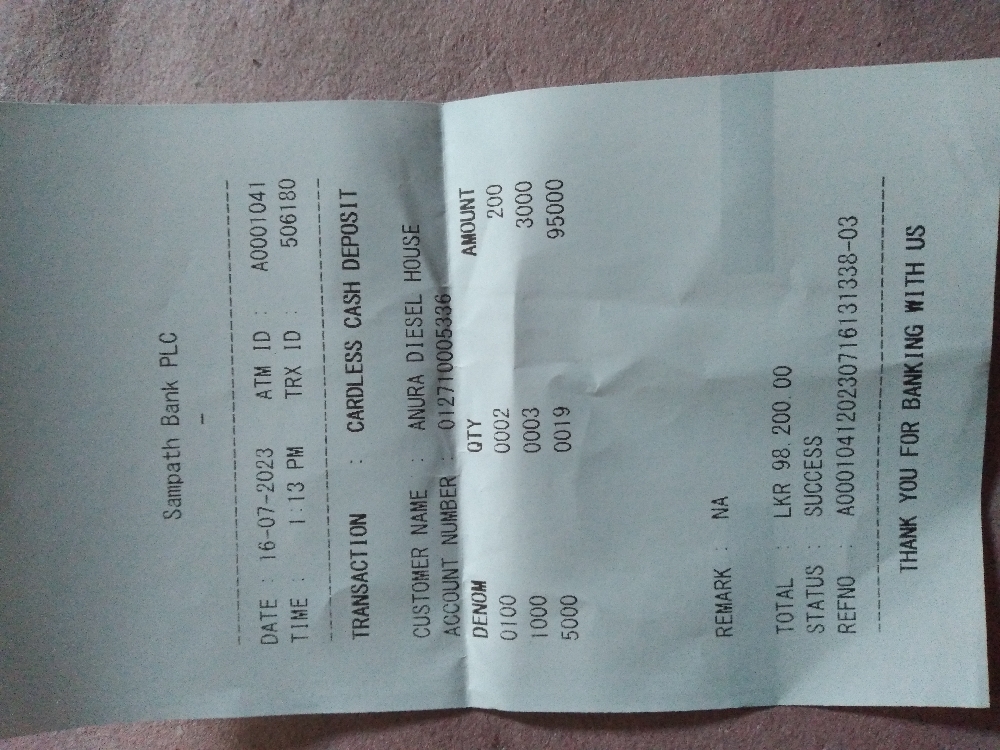 Sampath Bank PLC
--------------------------------
DATE : 16-07-2023 ATM ID : A0001041
TIME : 1:13 PM TRX ID : 506180
--------------------------------
TRANSACTION : CARDLESS CASH DEPOSIT
CUSTOMER NAME : ANURA DIESEL HOUSE
ACCOUNT NUMBER : 012710005336
DENOM QTY AMOUNT
0100 0002 200
1000 0003 3000
5000 0019 95000
REMARK : NA
TOTAL : LKR 98,200.00
STATUS : SUCCESS
REFNO : A000104120230716131338-03
--------------------------------
THANK YOU FOR BANKING WITH US